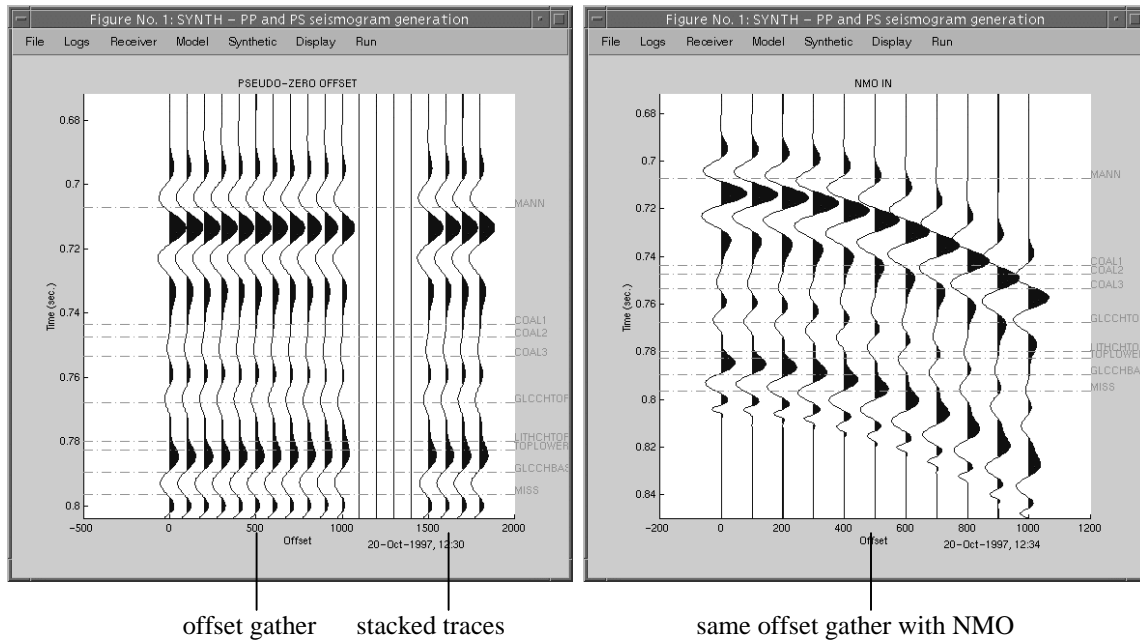 Figure No. 1: SYNTH – PP and PS seismogram generation
File Logs Receiver Model Synthetic Display Run
PSEUDO-ZERO OFFSET
0.68
0.7
0.72
0.74
0.76
0.78
0.8
Time (sec.)
MANN
COAL1
COAL2
COAL3
GLCCHTOP
LITHCHTOP
TOPLOWER
GLCCHBAS
MISS
-500 0 500 1000 1500 2000
Offset
20-Oct-1997, 12:30
Figure No. 1: SYNTH – PP and PS seismogram generation
File Logs Receiver Model Synthetic Display Run
NMO IN
0.68
0.7
0.72
0.74
0.76
0.78
0.8
0.82
0.84
Time (sec.)
MANN
COAL1
COAL2
COAL3
GLCCHTO
LITHCHTO
TOPLOWER
GLCCHBA
MISS
-200 0 200 400 600 800 1000 1200
Offset
20-Oct-1997, 12:34
offset gather stacked traces
same offset gather with NMO